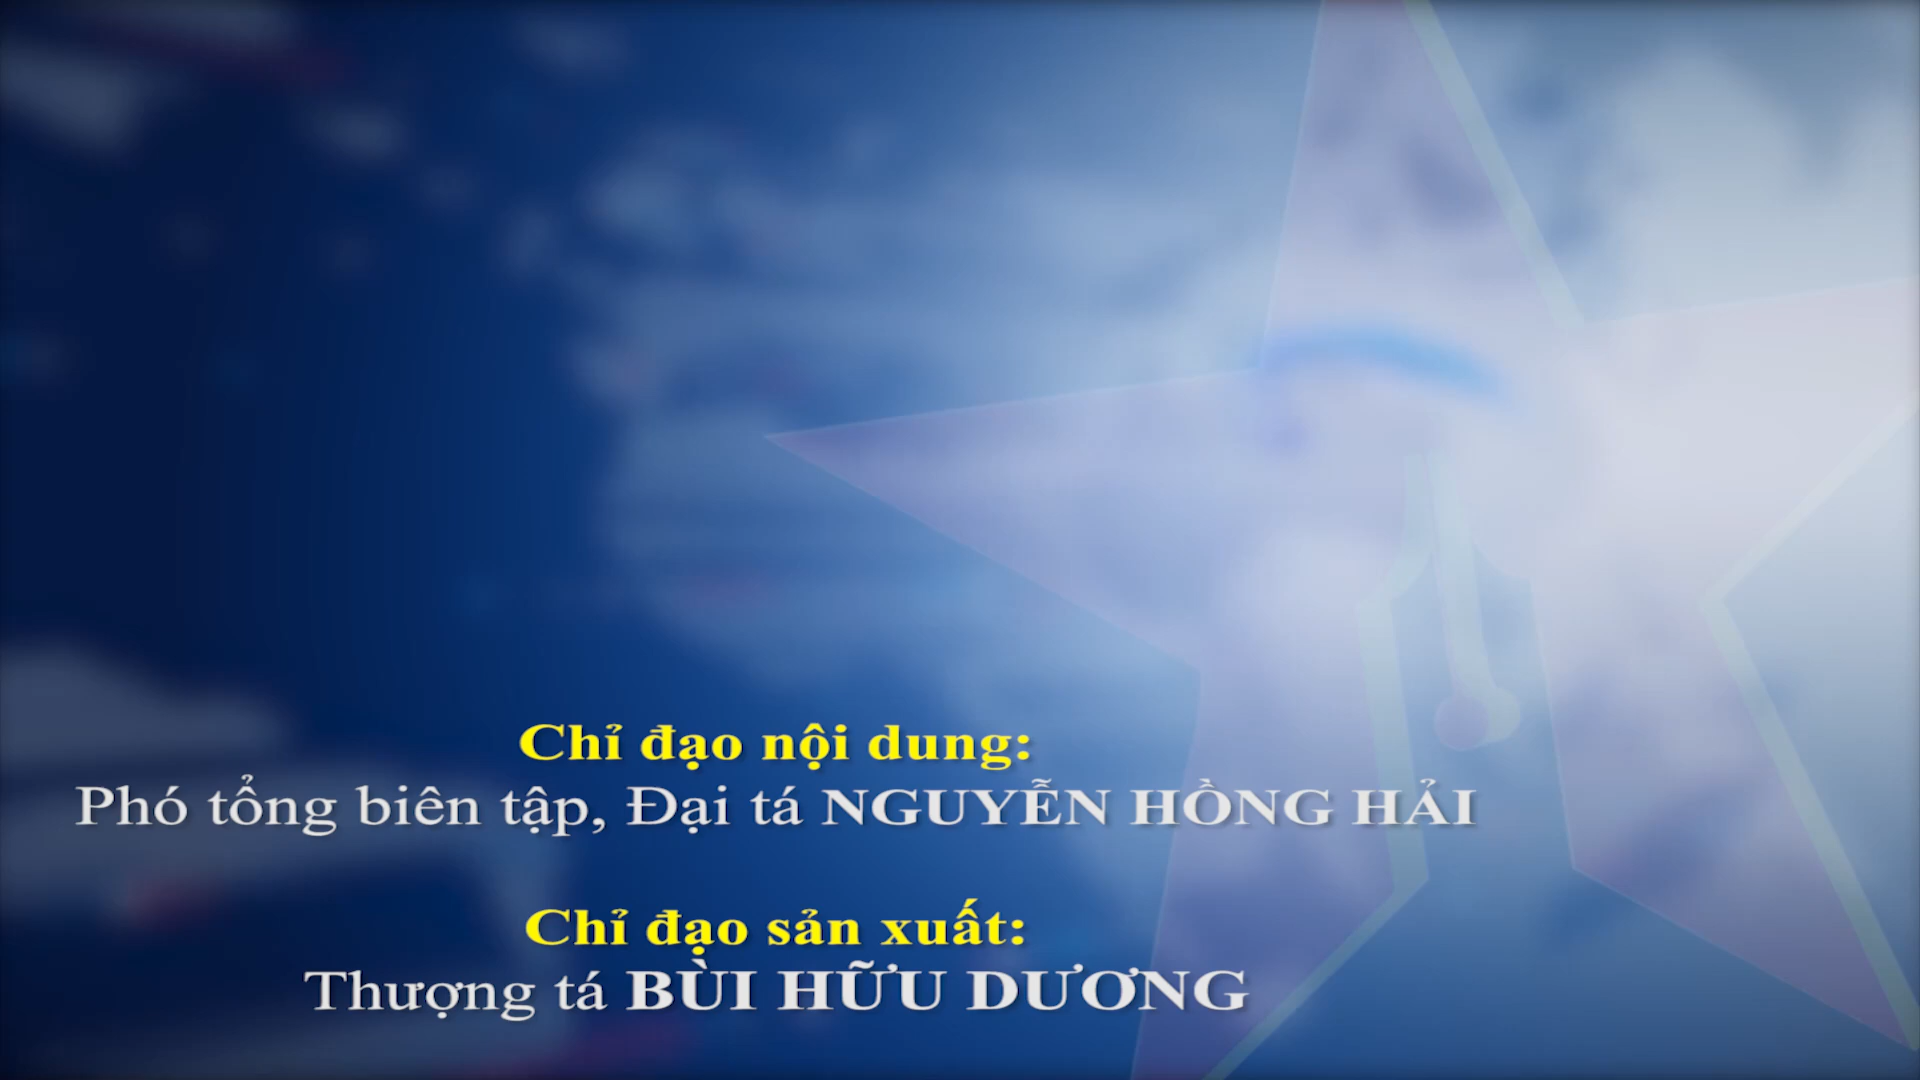 Chỉ đạo nội dung:
Phó tổng biên tập, Đại tá NGUYỄN HỒNG HẢI
Chỉ đạo sản xuất:
Thượng tá BÙI HỮU DƯƠNG